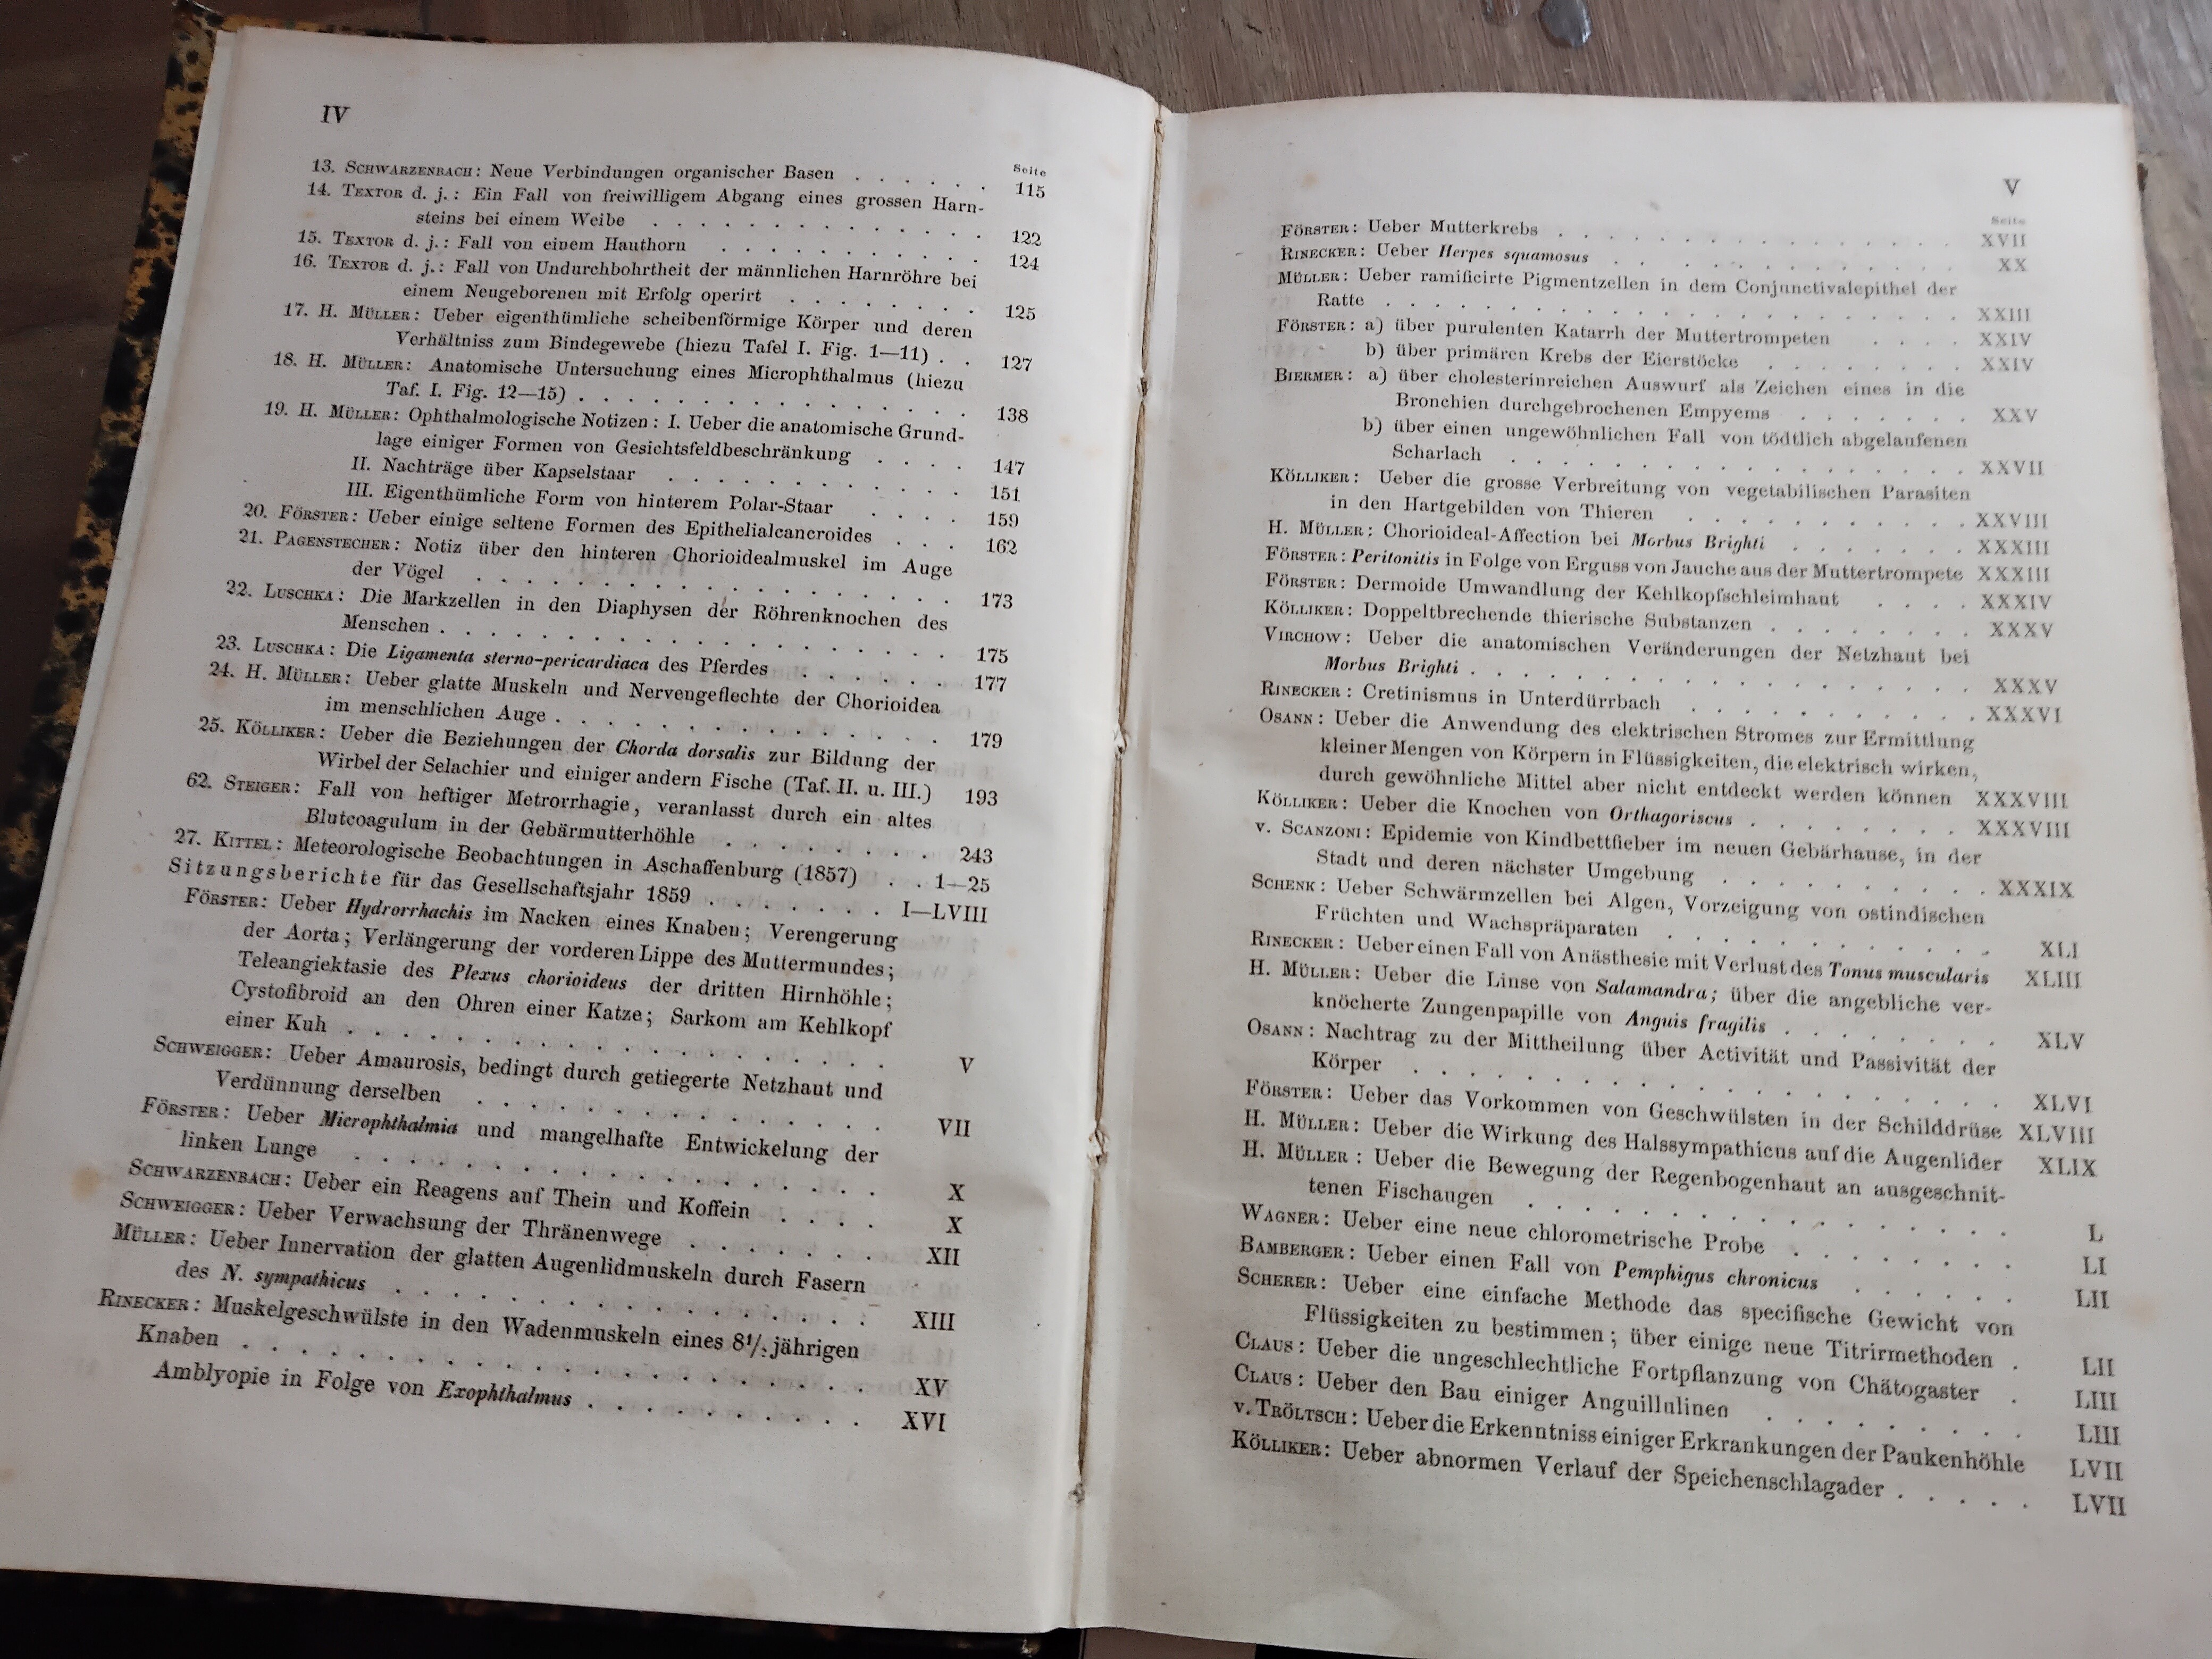 IV
Seite
13. Schwarzenbach: Neue Verbindungen organischer Basen . . . . . . 115
14. Textor d. j.: Ein Fall von freiwilligem Abgang eines grossen Harn-
steins bei einem Weibe . . . . . . . . . . . . . 122
15. Textor d. j.: Fall von einem Hauthorn . . . . . . . . . . . 124
16. Textor d. j.: Fall von Undurchbohrtheit der männlichen Harnröhre bei
einem Neugeborenen mit Erfolg operirt . . . . . . . 125
17. H. Müller: Ueber eigenthümliche scheibenförmige Körper und deren
Verhältniss zum Bindegewebe (hiezu Tafel I. Fig. 1—11) . . 127
18. H. Müller: Anatomische Untersuchung eines Microphthalmus (hiezu
Taf. I. Fig. 12—15) . . . . . . . . . . . . . . . 138
19. H. Müller: Ophthalmologische Notizen: I. Ueber die anatomische Grund-
lage einiger Formen von Gesichtsfeldbeschränkung . . . . 147
II. Nachträge über Kapselstaar . . . . . . . . . . . 151
III. Eigenthümliche Form von hinterem Polar-Staar . . . . 159
20. Förster: Ueber einige seltene Formen des Epithelialcancroides . . . 162
21. Pagenstecher: Notiz über den hinteren Chorioidealmuskel im Auge
der Vögel . . . . . . . . . . . . . . . . . 173
22. Luschka: Die Markzellen in den Diaphysen der Röhrenknochen des
Menschen . . . . . . . . . . . . . . . . . . 175
23. Luschka: Die Ligamenta sterno-pericardiaca des Pferdes . . . . . . 177
24. H. Müller: Ueber glatte Muskeln und Nervengeflechte der Chorioidea
im menschlichen Auge . . . . . . . . . . . . . 179
25. Kölliker: Ueber die Beziehungen der Chorda dorsalis zur Bildung der
Wirbel der Selachier und einiger andern Fische (Taf. II. u. III.) 193
62. Steiger: Fall von heftiger Metrorrhagie, veranlasst durch ein altes
Blutcoagulum in der Gebärmutterhöhle . . . . . . . . 243
27. Kittel: Meteorologische Beobachtungen in Aschaffenburg (1857) . . 1—25
Sitzungsberichte für das Gesellschaftsjahr 1859 . . . . . . . I—LVIII
Förster: Ueber Hydrorrhachis im Nacken eines Knaben; Verengerung
der Aorta; Verlängerung der vorderen Lippe des Muttermundes;
Teleangiektasie des Plexus chorioideus der dritten Hirnhöhle;
Cystofibroid an den Ohren einer Katze; Sarkom am Kehlkopf
einer Kuh . . . . . . . . . . . . . . . . . V
Schweigger: Ueber Amaurosis, bedingt durch getiegerte Netzhaut und
Verdünnung derselben . . . . . . . . . . . . . VII
Förster: Ueber Microphthalmia und mangelhafte Entwickelung der
linken Lunge . . . . . . . . . . . . . . . . X
Schwarzenbach: Ueber ein Reagens auf Thein und Koffein . . . . X
Schweigger: Ueber Verwachsung der Thränenwege . . . . . . . XII
Müller: Ueber Innervation der glatten Augenlidmuskeln durch Fasern
des N. sympathicus . . . . . . . . . . . . . . XIII
Rinecker: Muskelgeschwülste in den Wadenmuskeln eines 8½jährigen
Knaben . . . . . . . . . . . . . . . . . . XV
Amblyopie in Folge von Exophthalmus . . . . . . . . . . XVI
V
Seite
Förster: Ueber Mutterkrebs . . . . . . . . . . . . . . . XVII
Rinecker: Ueber Herpes squamosus . . . . . . . . . . . . XX
Müller: Ueber ramificirte Pigmentzellen in dem Conjunctivalepithel der
Ratte . . . . . . . . . . . . . . . . . . XXIII
Förster: a) über purulenten Katarrh der Muttertrompeten . . . . XXIV
b) über primären Krebs der Eierstöcke . . . . . . . . XXIV
Biermer: a) über cholesterinreichen Auswurf als Zeichen eines in die
Bronchien durchgebrochenen Empyems . . . . . . . XXV
b) über einen ungewöhnlichen Fall von tödtlich abgelaufenen
Scharlach . . . . . . . . . . . . . . . . XXVII
Kölliker: Ueber die grosse Verbreitung von vegetabilischen Parasiten
in den Hartgebilden von Thieren . . . . . . . . . . . XXVIII
H. Müller: Chorioideal-Affection bei Morbus Brighti . . . . . . . XXXIII
Förster: Peritonitis in Folge von Erguss von Jauche aus der Muttertrompete XXXIII
Förster: Dermoide Umwandlung der Kehlkopfschleimhaut . . . . XXXIV
Kölliker: Doppeltbrechende thierische Substanzen . . . . . . . . XXXV
Virchow: Ueber die anatomischen Veränderungen der Netzhaut bei
Morbus Brighti . . . . . . . . . . . . . . . . XXXV
Rinecker: Cretinismus in Unterdürrbach . . . . . . . . . . . XXXVI
Osann: Ueber die Anwendung des elektrischen Stromes zur Ermittlung
kleiner Mengen von Körpern in Flüssigkeiten, die elektrisch wirken,
durch gewöhnliche Mittel aber nicht entdeckt werden können XXXVIII
Kölliker: Ueber die Knochen von Orthagoriscus . . . . . . . . . XXXVIII
v. Scanzoni: Epidemie von Kindbettfieber im neuen Gebärhause, in der
Stadt und deren nächster Umgebung . . . . . . . . . . XXXIX
Schenk: Ueber Schwärmzellen bei Algen, Vorzeigung von ostindischen
Früchten und Wachspräparaten . . . . . . . . . . . XLI
Rinecker: Ueber einen Fall von Anästhesie mit Verlust des Tonus muscularis XLIII
H. Müller: Ueber die Linse von Salamandra; über die angebliche ver-
knöcherte Zungenpapille von Anguis fragilis . . . . . . . . XLV
Osann: Nachtrag zu der Mittheilung über Activität und Passivität der
Körper . . . . . . . . . . . . . . . . . XLVI
Förster: Ueber das Vorkommen von Geschwülsten in der Schilddrüse XLVIII
H. Müller: Ueber die Wirkung des Halssympathicus auf die Augenlider XLIX
H. Müller: Ueber die Bewegung der Regenbogenhaut an ausgeschnit-
tenen Fischaugen . . . . . . . . . . . . . . . L
Wagner: Ueber eine neue chlorometrische Probe . . . . . . . LI
Bamberger: Ueber einen Fall von Pemphigus chronicus . . . . . . LII
Scherer: Ueber eine einfache Methode das specifische Gewicht von
Flüssigkeiten zu bestimmen; über einige neue Titrirmethoden . LII
Claus: Ueber die ungeschlechtliche Fortpflanzung von Chätogaster . LIII
Claus: Ueber den Bau einiger Anguillulinen . . . . . . . . LIII
v. Tröltsch: Ueber die Erkenntniss einiger Erkrankungen der Paukenhöhle LVII
Kölliker: Ueber abnormen Verlauf der Speichenschlagader . . . . . LVII